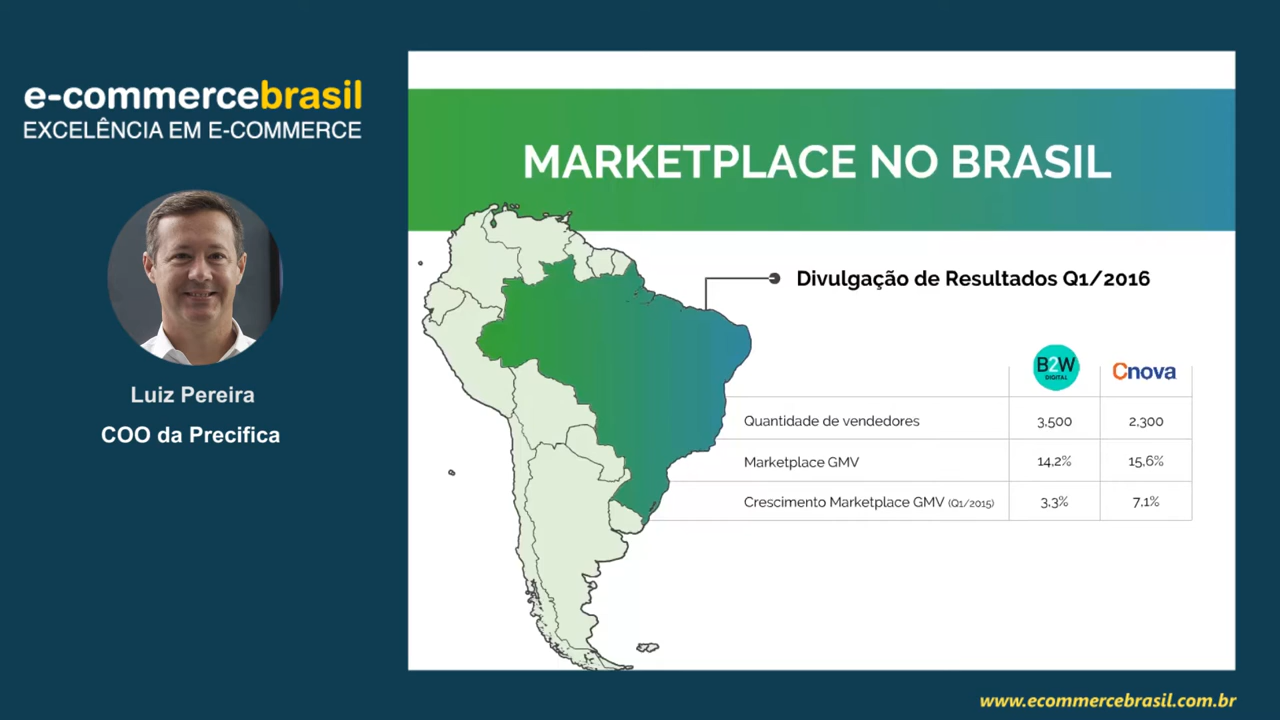 e-commercebrasil
EXCELÊNCIA EM E-COMMERCE
Luiz Pereira
COO da Precifica
MARKETPLACE NO BRASIL
Divulgação de Resultados Q1/2016
B2W DIGITAL Cnova
Quantidade de vendedores 3,500 2,300
Marketplace GMV 14,2% 15,6%
Crescimento Marketplace GMV (Q1/2015) 3,3% 7,1%
www.ecommercebrasil.com.br